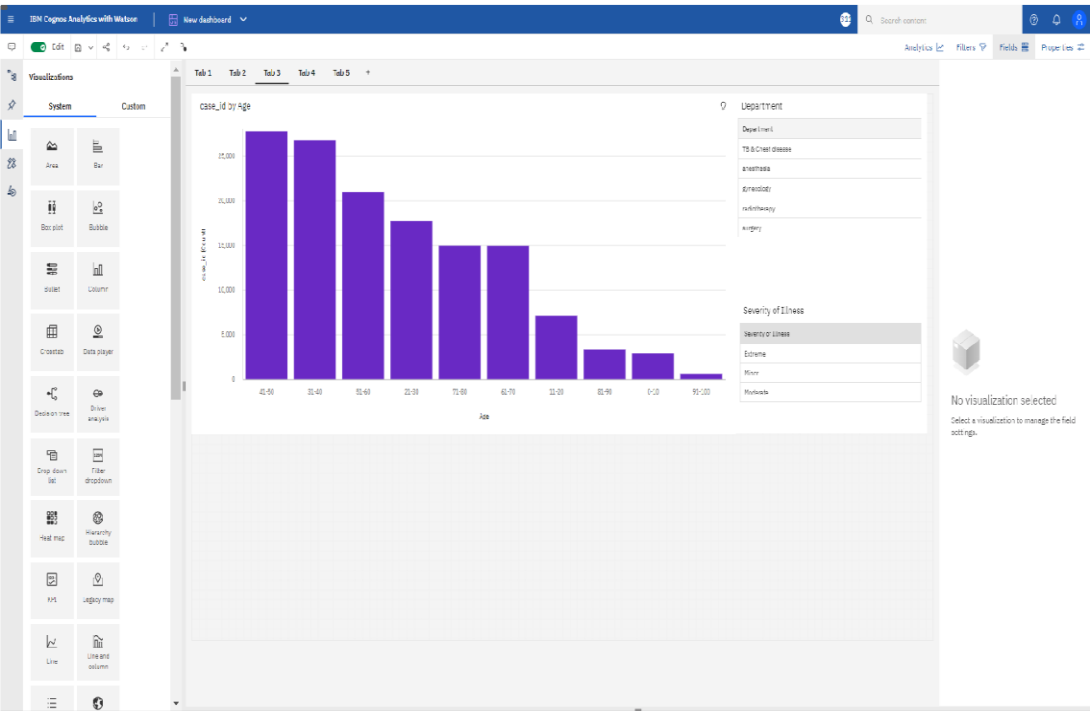 IBM Cognos Analytics with Watson
New dashboard
Search content
Edit
Analytics
Filters
Fields
Properties
Visualizations
System
Custom
Area
Bar
Box plot
Bubble
Bullet
Column
Crosstab
Data player
Decision tree
Driver
analysis
Drop down
list
Filter
dropdown
Heat map
Hierarchy
bubble
KPI
Legacy map
Line
Line and
column
Tab 1
Tab 2
Tab 3
Tab 4
Tab 5
+
case_id by Age
case_id (Count)
25,000
20,000
15,000
10,000
5,000
0
41-50
31-40
51-60
21-30
71-80
61-70
11-20
81-90
0-10
91-100
Age
Department
Department
TB & Chest disease
anesthesia
gynecology
radiotherapy
surgery
Severity of Illness
Severity of Illness
Extreme
Minor
Moderate
No visualization selected
Select a visualization to manage the field
settings.